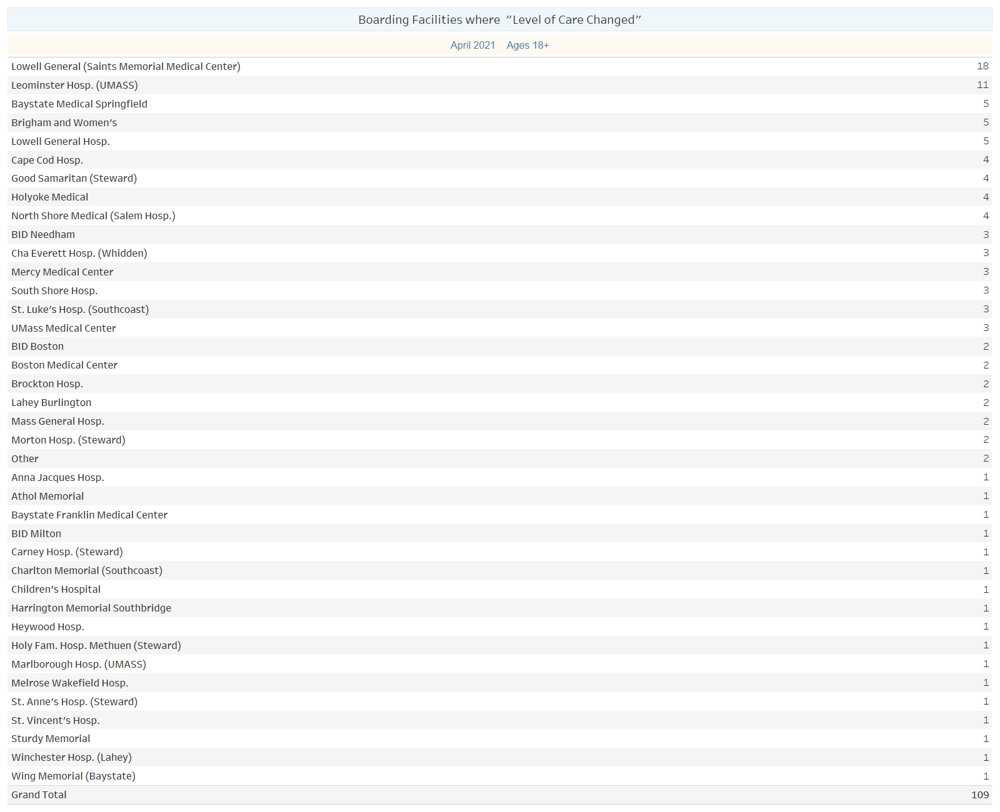 Boarding Facilities where "Level of Care Changed"
April 2021 Ages 18+
Lowell General (Saints Memorial Medical Center) 18
Leominster Hosp. (UMASS) 11
Baystate Medical Springfield 5
Brigham and Women's 5
Lowell General Hosp. 5
Cape Cod Hosp. 4
Good Samaritan (Steward) 4
Holyoke Medical 4
North Shore Medical (Salem Hosp.) 4
BID Needham 3
Cha Everett Hosp. (Whidden) 3
Mercy Medical Center 3
South Shore Hosp. 3
St. Luke's Hosp. (Southcoast) 3
UMass Medical Center 3
BID Boston 2
Boston Medical Center 2
Brockton Hosp. 2
Lahey Burlington 2
Mass General Hosp. 2
Morton Hosp. (Steward) 2
Other 2
Anna Jacques Hosp. 1
Athol Memorial 1
Baystate Franklin Medical Center 1
BID Milton 1
Carney Hosp. (Steward) 1
Charlton Memorial (Southcoast) 1
Children's Hospital 1
Harrington Memorial Southbridge 1
Heywood Hosp. 1
Holy Fam. Hosp. Methuen (Steward) 1
Marlborough Hosp. (UMASS) 1
Melrose Wakefield Hosp. 1
St. Anne's Hosp. (Steward) 1
St. Vincent's Hosp. 1
Sturdy Memorial 1
Winchester Hosp. (Lahey) 1
Wing Memorial (Baystate) 1
Grand Total 109